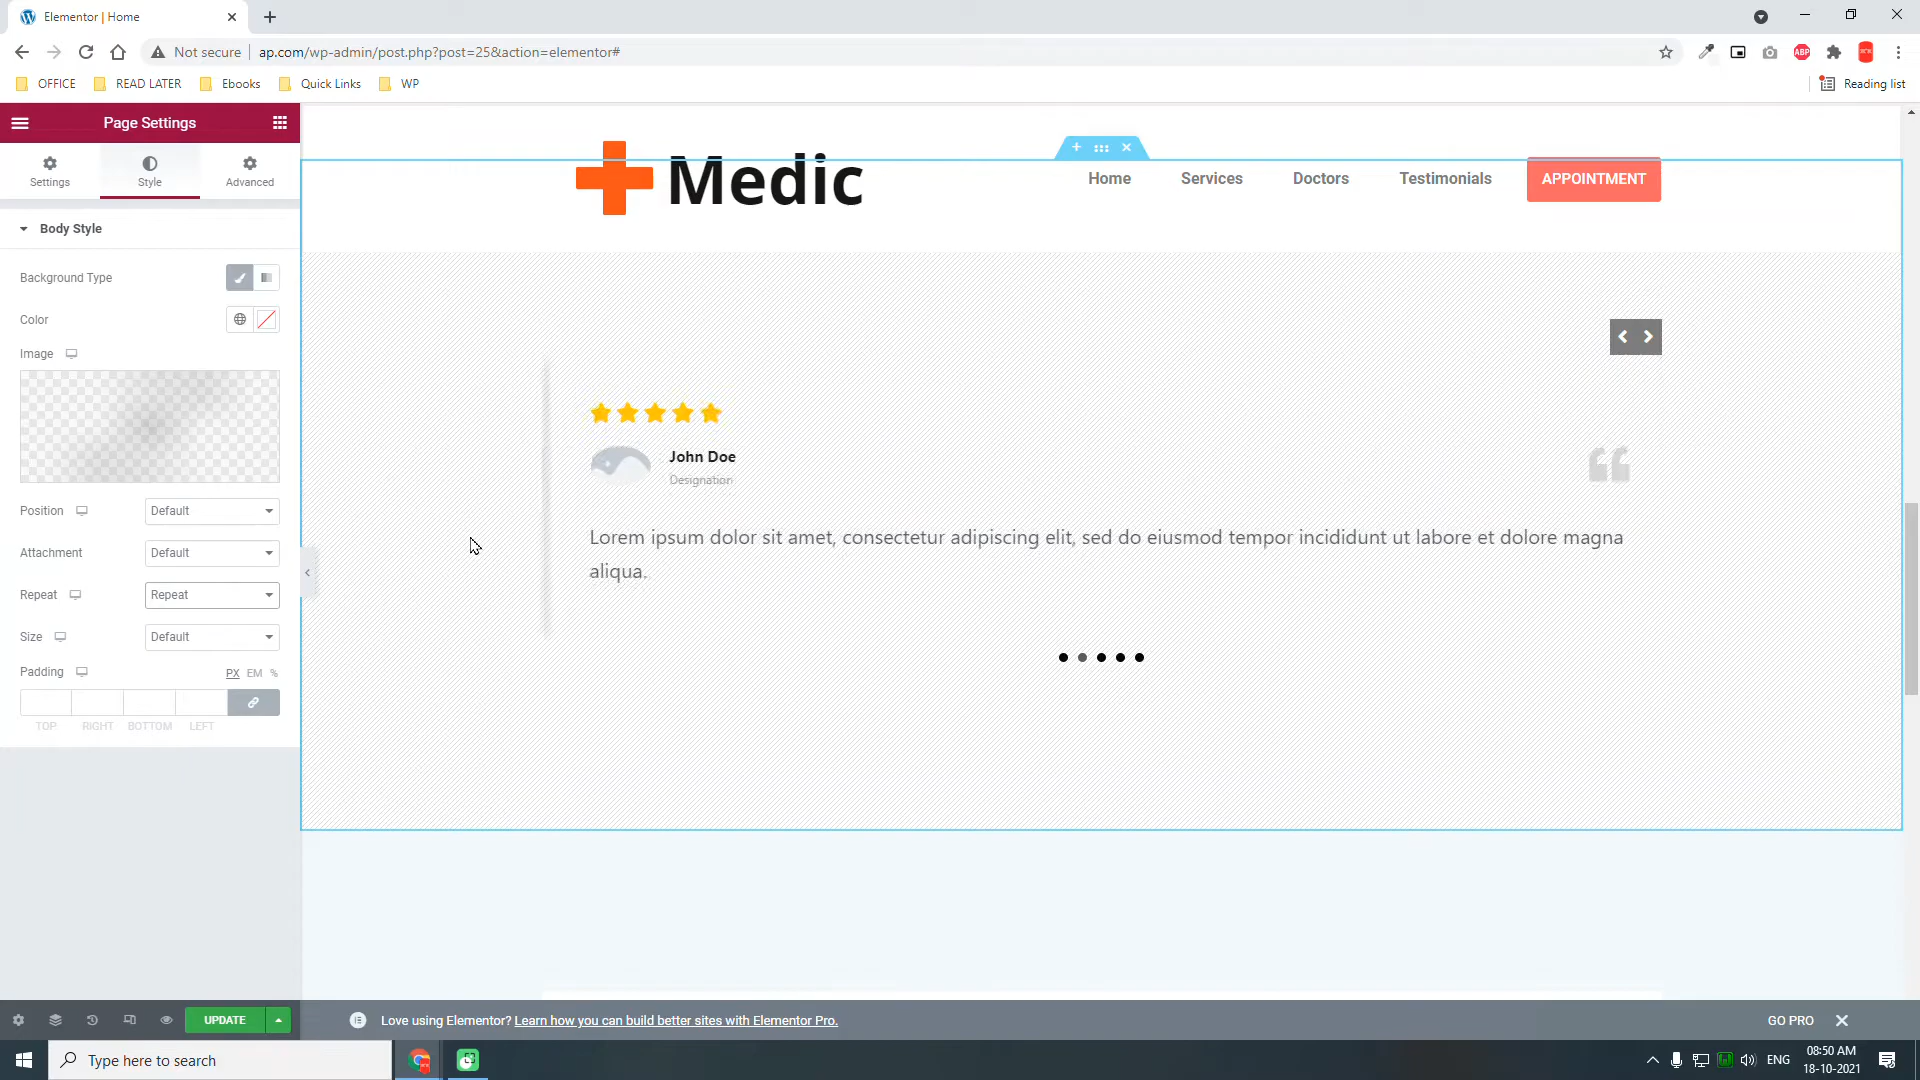 Elementor | Home
Not secure
ap.com/wp-admin/post.php?post=25&action=elementor#
ABP
OFFICE
READ LATER
Ebooks
Quick Links
WP
Reading list
Page Settings
Settings
Style
Advanced
Medic
Home
Services
Doctors
Testimonials
APPOINTMENT
Body Style
Background Type
Color
Image
Position
Default
Attachment
Default
Repeat
Repeat
Size
Default
Padding
PX EM %
TOP RIGHT BOTTOM LEFT
John Doe
Designation
Lorem ipsum dolor sit amet, consectetur adipiscing elit, sed do eiusmod tempor incididunt ut labore et dolore magna
aliqua.
UPDATE
Love using Elementor? Learn how you can build better sites with Elementor Pro.
GO PRO
Type here to search
ENG
08:50 AM
18-10-2021